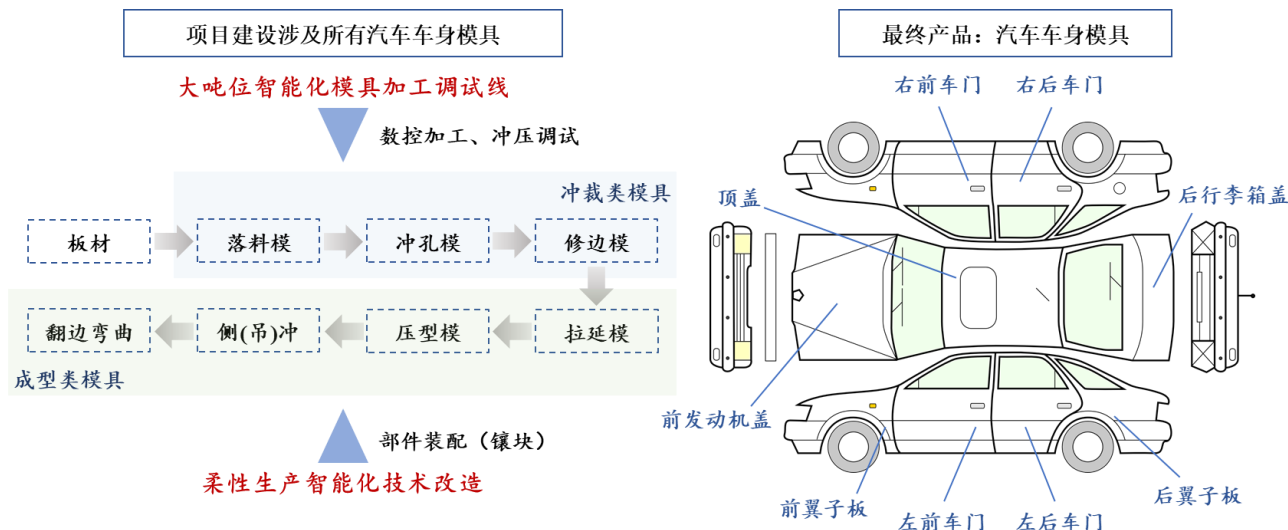 项目建设涉及所有汽车车身模具
大吨位智能化模具加工调试线
数控加工、冲压调试
冲裁类模具
板材
落料模
冲孔模
修边模
翻边弯曲
侧(吊)冲
压型模
拉延模
成型类模具
部件装配（镶块）
柔性生产智能化技术改造
最终产品：汽车车身模具
右前车门
右后车门
顶盖
后行李箱盖
前发动机盖
前翼子板
左前车门
左后车门
后翼子板